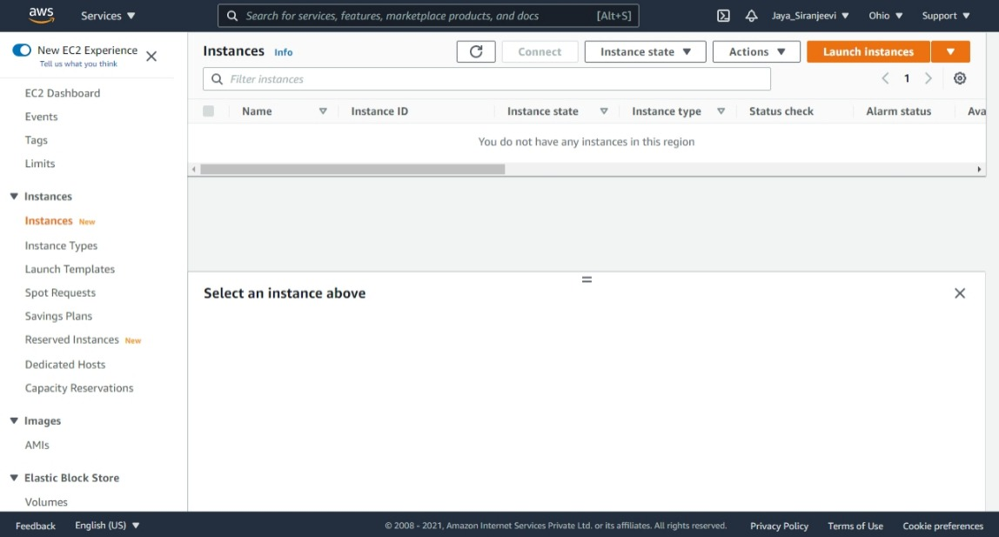 aws Services Search for services, features, marketplace products, and docs [Alt+S] Jaya_Siranjeevi Ohio Support
New EC2 Experience
Tell us what you think
EC2 Dashboard
Events
Tags
Limits
Instances
Instances New
Instance Types
Launch Templates
Spot Requests
Savings Plans
Reserved Instances New
Dedicated Hosts
Capacity Reservations
Images
AMIs
Elastic Block Store
Volumes
Instances Info Connect Instance state Actions Launch instances
Filter instances 1
Name Instance ID Instance state Instance type Status check Alarm status Ava
You do not have any instances in this region
Select an instance above
Feedback English (US) © 2008 - 2021, Amazon Internet Services Private Ltd. or its affiliates. All rights reserved. Privacy Policy Terms of Use Cookie preferences